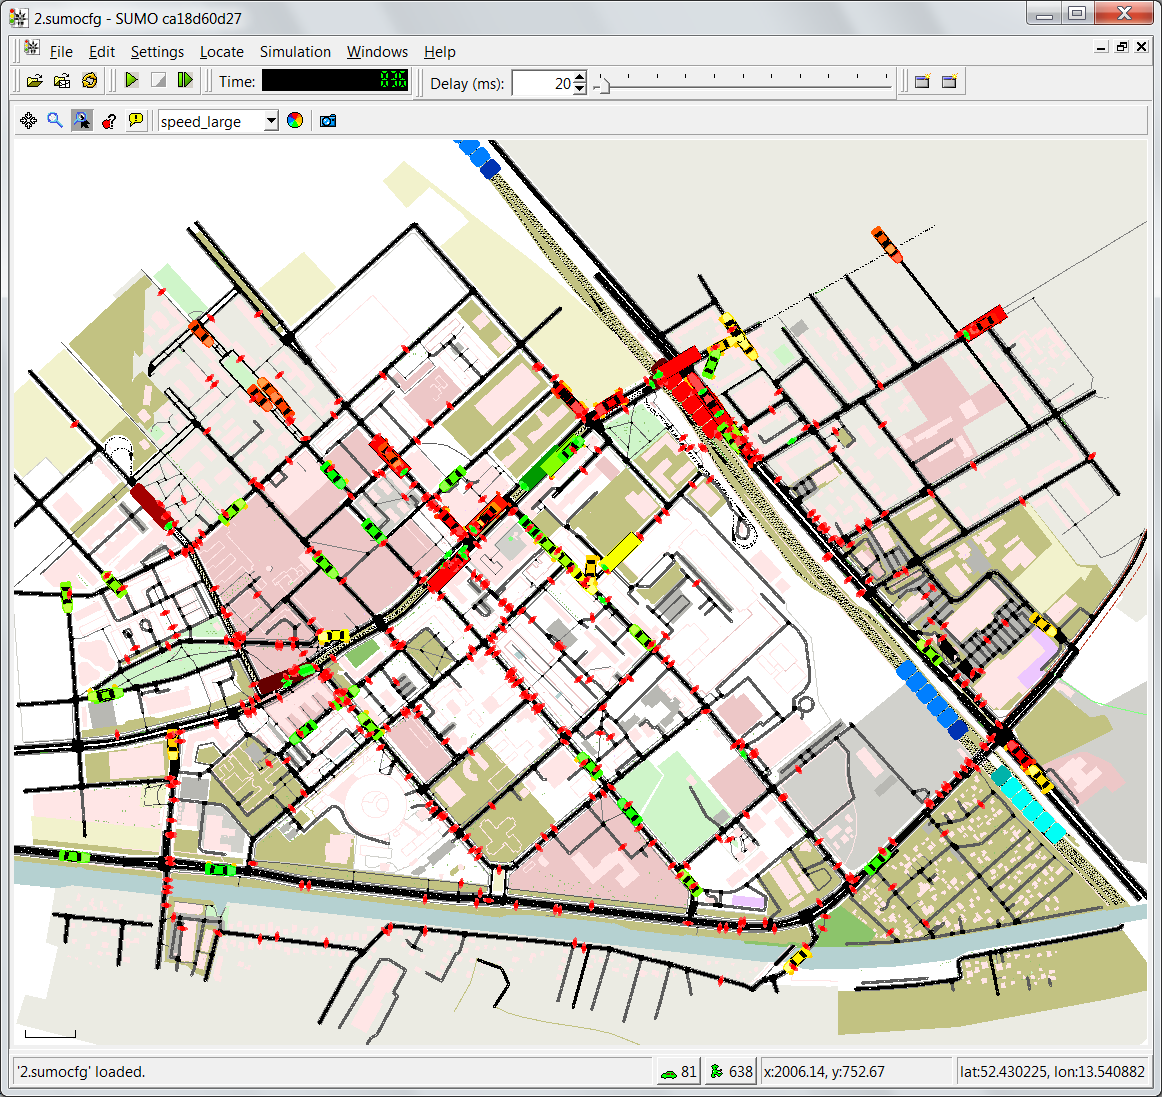 2.sumocfg - SUMO ca18d60d27
File Edit Settings Locate Simulation Windows Help
Time: Delay (ms): 20
speed_large
'2.sumocfg' loaded. 81 638 x:2006.14, y:752.67 lat:52.430225, lon:13.540882